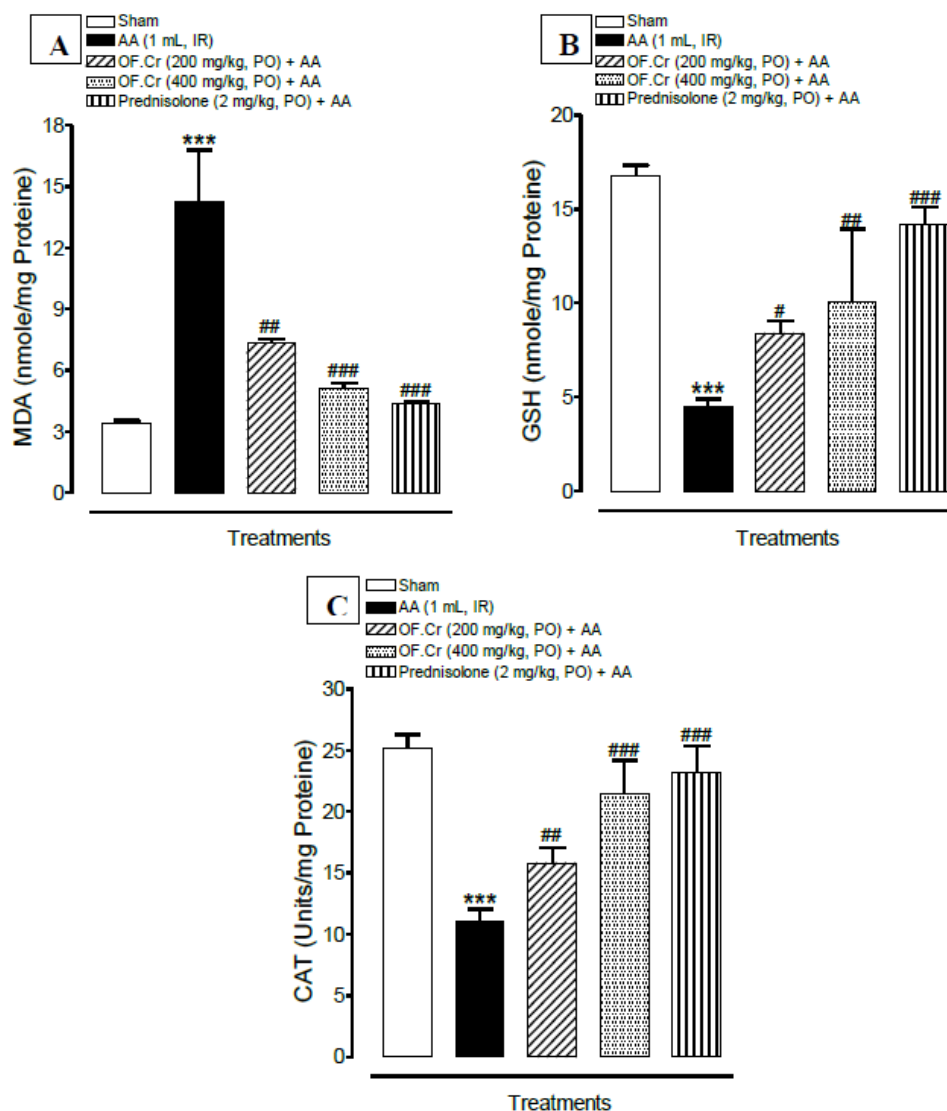 A
Sham
AA (1 mL, IR)
OF.Cr (200 mg/kg, PO) + AA
OF.Cr (400 mg/kg, PO) + AA
Prednisolone (2 mg/kg, PO) + AA
MDA (nmole/mg Proteine)
18
15
12
9
6
3
0
***
##
###
###
Treatments
B
Sham
AA (1 mL, IR)
OF.Cr (200 mg/kg, PO) + AA
OF.Cr (400 mg/kg, PO) + AA
Prednisolone (2 mg/kg, PO) + AA
GSH (nmole/mg Proteine)
20
15
10
5
0
***
#
##
###
Treatments
C
Sham
AA (1 mL, IR)
OF.Cr (200 mg/kg, PO) + AA
OF.Cr (400 mg/kg, PO) + AA
Prednisolone (2 mg/kg, PO) + AA
CAT (Units/mg Proteine)
30
25
20
15
10
5
0
***
##
###
###
Treatments